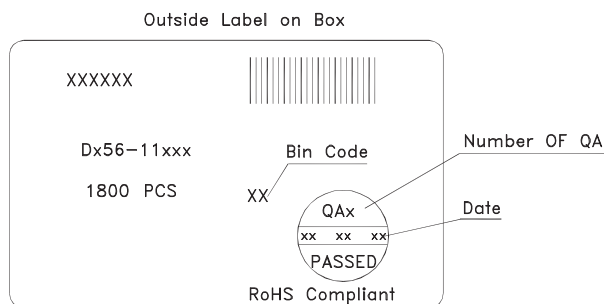 Outside Label on Box
XXXXXX
Dx56-11xxx
Bin Code
Number OF QA
1800 PCS
XX
QAx
Date
xx xx xx
PASSED
RoHS Compliant